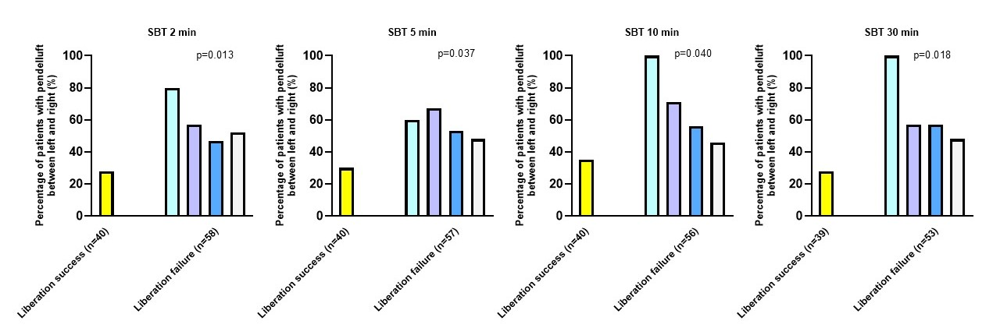 SBT 2 min
p=0.013
Percentage of patients with pendelluft
between left and right (%)
100
80
60
40
20
0
Liberation success (n=40)
Liberation failure (n=58)
SBT 5 min
p=0.037
Percentage of patients with pendelluft
between left and right (%)
100
80
60
40
20
0
Liberation success (n=40)
Liberation failure (n=57)
SBT 10 min
p=0.040
Percentage of patients with pendelluft
between left and right (%)
100
80
60
40
20
0
Liberation success (n=40)
Liberation failure (n=56)
SBT 30 min
p=0.018
Percentage of patients with pendelluft
between left and right (%)
100
80
60
40
20
0
Liberation success (n=39)
Liberation failure (n=53)